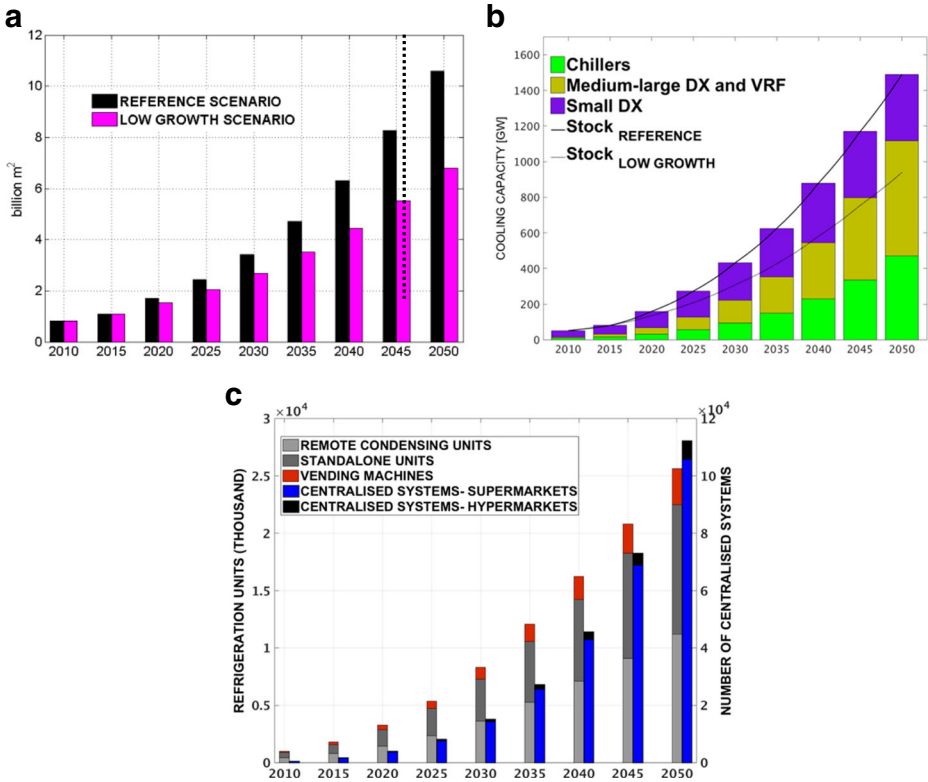 a
12
10
8
6
4
2
0
billion m²
REFERENCE SCENARIO
LOW GROWTH SCENARIO
2010 2015 2020 2025 2030 2035 2040 2045 2050
b
1600
1400
1200
1000
800
600
400
200
0
COOLING CAPACITY [GW]
Chillers
Medium-large DX and VRF
Small DX
Stock REFERENCE
Stock LOW GROWTH
2010 2015 2020 2025 2030 2035 2040 2045 2050
c
×10⁴
3
2.5
2
1.5
1
0.5
0
REFRIGERATION UNITS (THOUSAND)
REMOTE CONDENSING UNITS
STANDALONE UNITS
VENDING MACHINES
CENTRALISED SYSTEMS- SUPERMARKETS
CENTRALISED SYSTEMS- HYPERMARKETS
×10⁴
12
10
8
6
4
2
0
NUMBER OF CENTRALISED SYSTEMS
2010 2015 2020 2025 2030 2035 2040 2045 2050